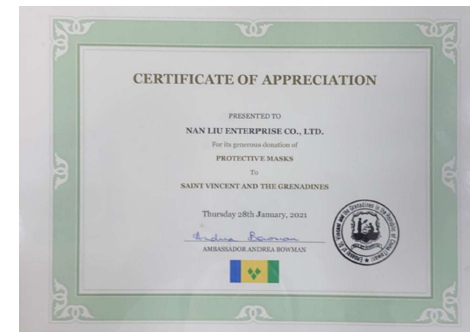 CERTIFICATE OF APPRECIATION
PRESENTED TO
NAN LIU ENTERPRISE CO., LTD.
For its generous donation of
PROTECTIVE MASKS
To
SAINT VINCENT AND THE GRENADINES
Thursday 28th January, 2021
Andrea Bowman
AMBASSADOR ANDREA BOWMAN